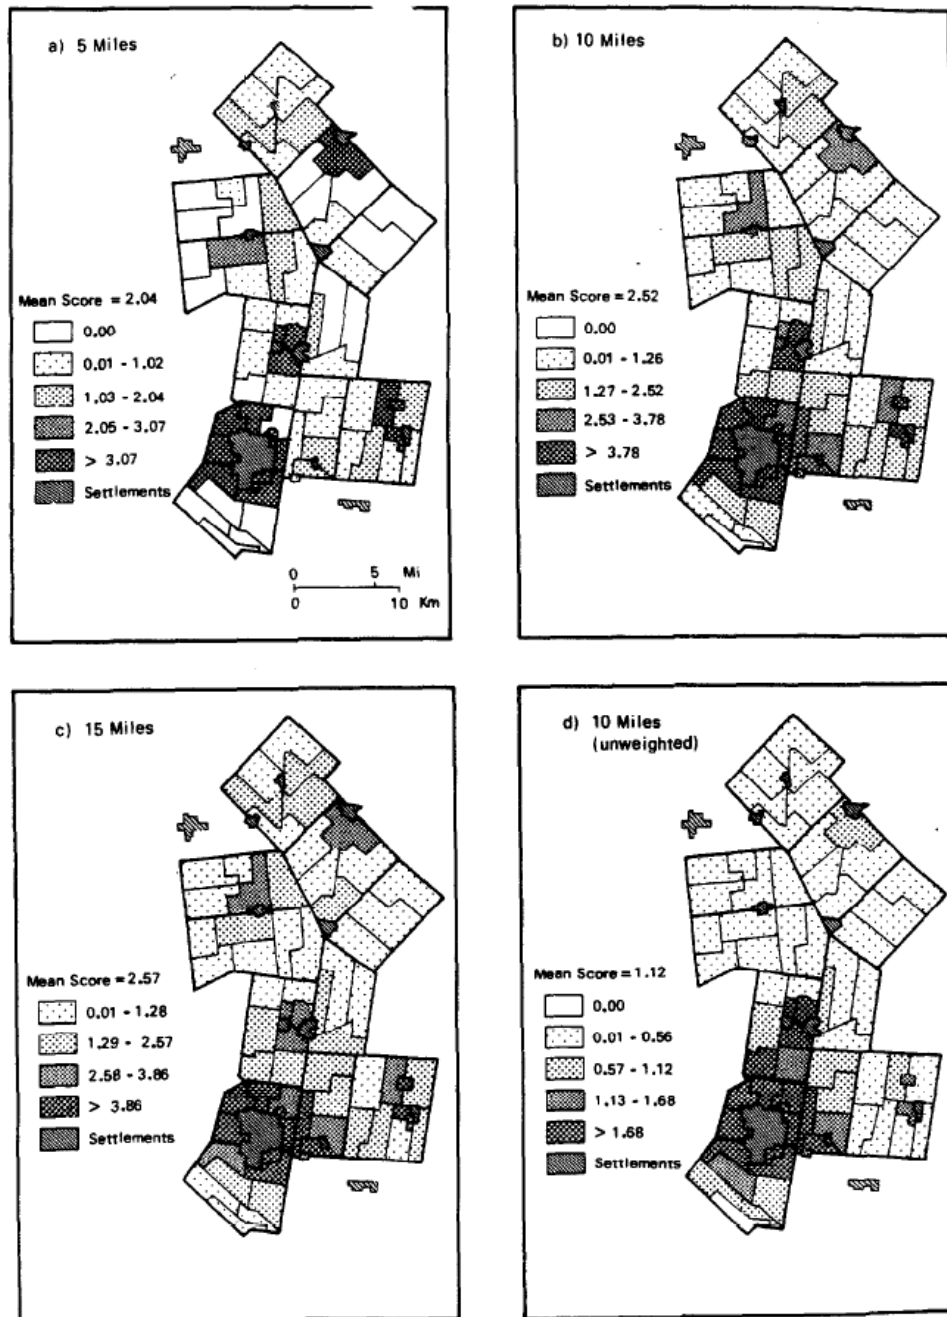 a) 5 Miles
Mean Score = 2.04
0.00
0.01 - 1.02
1.03 - 2.04
2.05 - 3.07
> 3.07
Settlements
0 5 Mi
0 10 Km
b) 10 Miles
Mean Score = 2.52
0.00
0.01 - 1.26
1.27 - 2.52
2.53 - 3.78
> 3.78
Settlements
c) 15 Miles
Mean Score = 2.57
0.01 - 1.28
1.29 - 2.57
2.58 - 3.86
> 3.86
Settlements
d) 10 Miles
(unweighted)
Mean Score = 1.12
0.00
0.01 - 0.56
0.57 - 1.12
1.13 - 1.68
> 1.68
Settlements